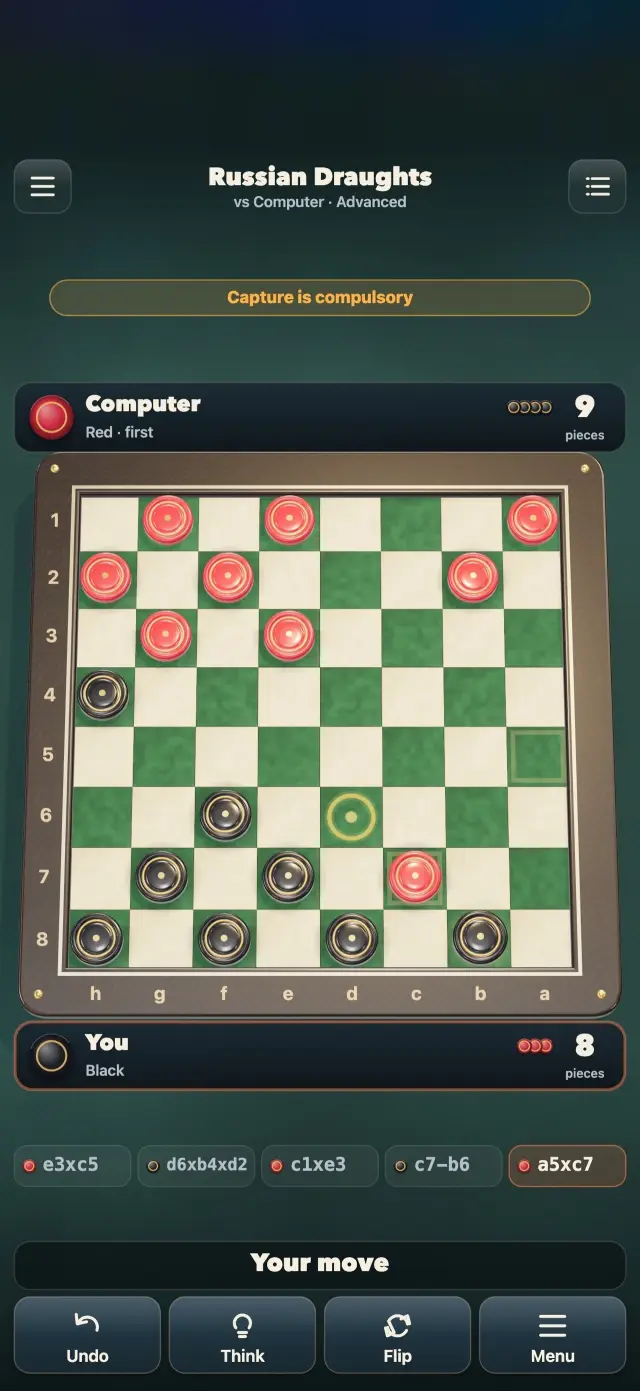 Russian Draughts
vs Computer · Advanced
Capture is compulsory
Computer
Red · first
9
pieces
1
2
3
4
5
6
7
8
h g f e d c b a
You
Black
8
pieces
e3xc5 d6xb4xd2 c1xe3 c7-b6 a5xc7
Your move
Undo Think Flip Menu